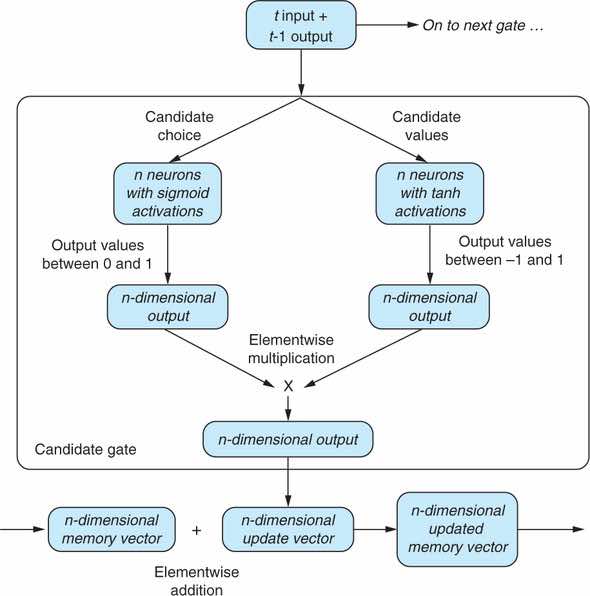 t input +
t-1 output
On to next gate …
Candidate
choice
Candidate
values
n neurons
with sigmoid
activations
n neurons
with tanh
activations
Output values
between 0 and 1
Output values
between –1 and 1
n-dimensional
output
n-dimensional
output
Elementwise
multiplication
X
n-dimensional output
Candidate gate
n-dimensional
memory vector
+
n-dimensional
update vector
n-dimensional
updated
memory vector
Elementwise
addition